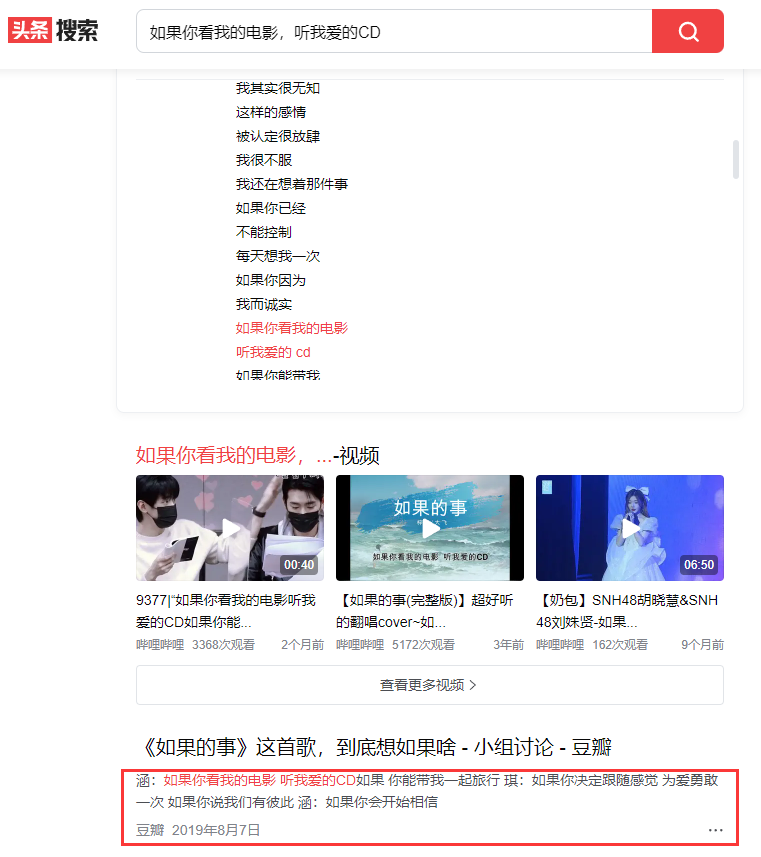 头条 搜索
如果你看我的电影，听我爱的CD
我其实很无知
这样的感情
被认定很放肆
我很不服
我还在想着那件事
如果你已经
不能控制
每天想我一次
如果你因为
我而诚实
如果你看我的电影
听我爱的 cd
如果你能带我
如果你看我的电影，...-视频
00:40
如果的事
如果你看我的电影 听我爱的CD
06:50
9377|“如果你看我的电影听我
爱的CD如果你能...
哔哩哔哩 3368次观看 2个月前
【如果的事(完整版)】超好听
的翻唱cover~如...
哔哩哔哩 5172次观看 3年前
【奶包】SNH48胡晓慧&SNH
48刘姝贤-如果...
哔哩哔哩 162次观看 9个月前
查看更多视频 >
《如果的事》这首歌，到底想如果啥 - 小组讨论 - 豆瓣
涵：如果你看我的电影 听我爱的CD如果 你能带我一起旅行 琪：如果你决定跟随感觉 为爱勇敢
一次 如果你说我们有彼此 涵：如果你会开始相信
豆瓣 2019年8月7日 ...